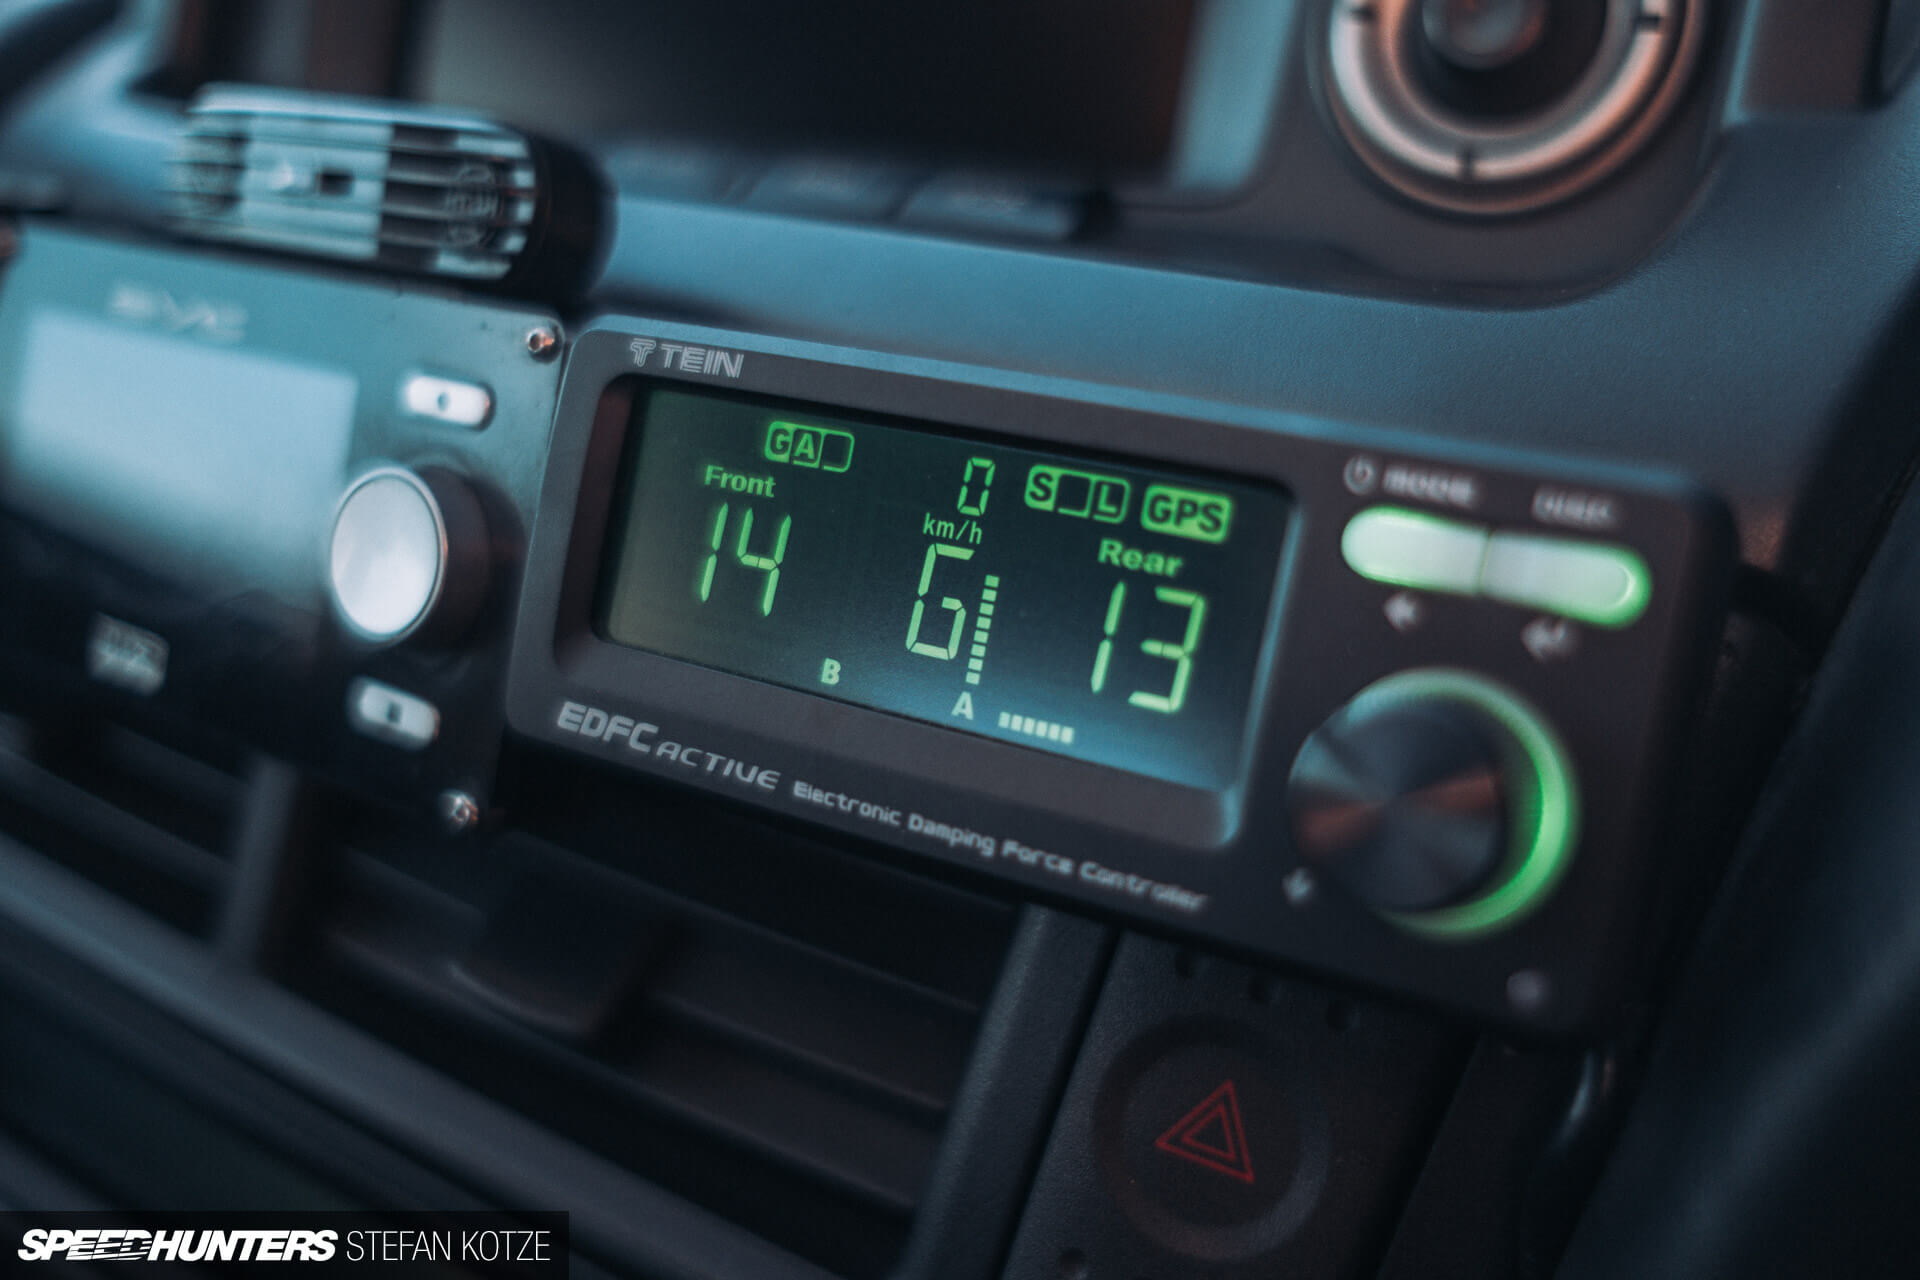 TEIN
GA
Front
14
0
km/h
G
S L
GPS
Rear
13
B
A
MODE
EDFC ACTIVE Electronic Damping Force Controller
SPEEDHUNTERS STEFAN KOTZE